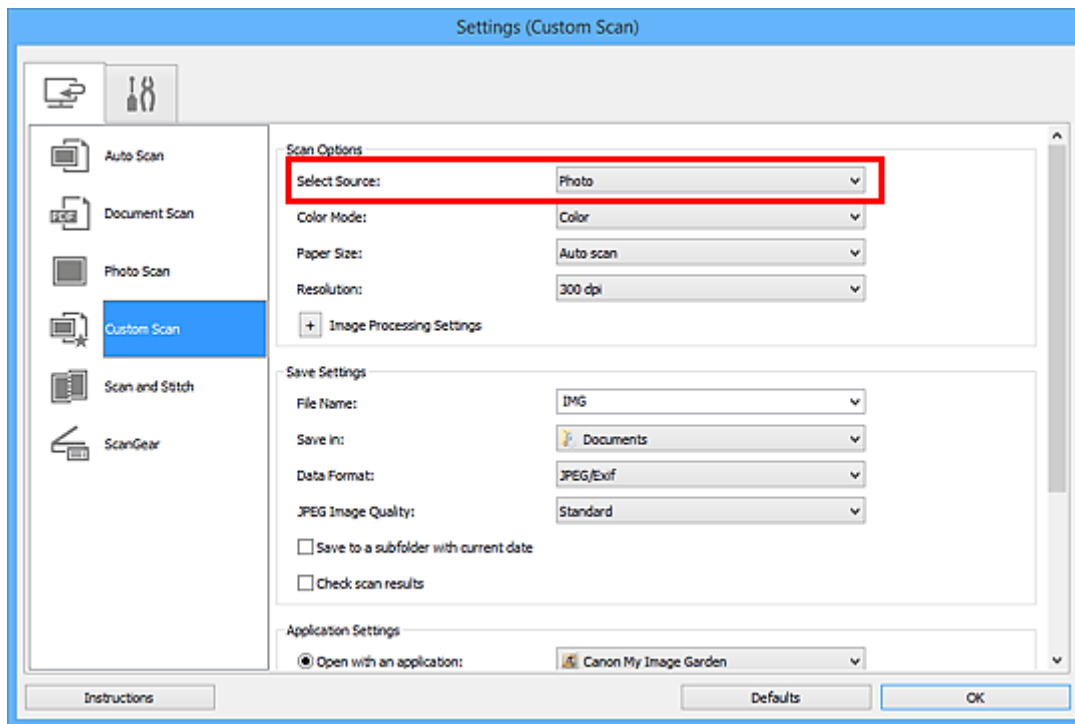 Settings (Custom Scan)
Auto Scan
PDF
Document Scan
Photo Scan
Custom Scan
Scan and Stitch
ScanGear
Scan Options
Select Source: Photo
Color Mode: Color
Paper Size: Auto scan
Resolution: 300 dpi
+ Image Processing Settings
Save Settings
File Name: IMG
Save in: Documents
Data Format: JPEG/Exif
JPEG Image Quality: Standard
Save to a subfolder with current date
Check scan results
Application Settings
Open with an application: Canon My Image Garden
Instructions Defaults OK